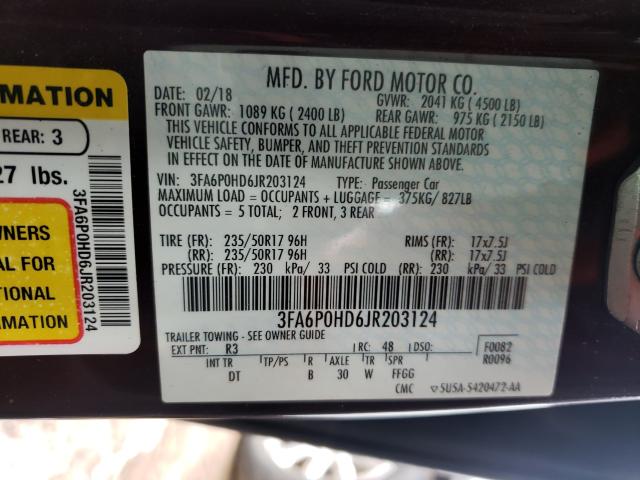 RMATION
REAR: 3
27 lbs.
WNERS
AL FOR
TIONAL
RMATION
3FA6P0HD6JR203124
MFD. BY FORD MOTOR CO.
DATE: 02/18 GVWR: 2041 KG ( 4500 LB)
FRONT GAWR: 1089 KG ( 2400 LB) REAR GAWR: 975 KG ( 2150 LB)
THIS VEHICLE CONFORMS TO ALL APPLICABLE FEDERAL MOTOR
VEHICLE SAFETY, BUMPER, AND THEFT PREVENTION STANDARDS
IN EFFECT ON THE DATE OF MANUFACTURE SHOWN ABOVE.
VIN: 3FA6P0HD6JR203124 TYPE: Passenger Car
MAXIMUM LOAD = OCCUPANTS + LUGGAGE = 375KG/ 827LB
OCCUPANTS = 5 TOTAL; 2 FRONT, 3 REAR
TIRE (FR): 235/50R17 96H RIMS (FR): 17x7.5J
(RR): 235/50R17 96H (RR): 17x7.5J
PRESSURE (FR): 230 kPa/ 33 PSI COLD (RR): 230 kPa/ 33 PSI COLD
3FA6P0HD6JR203124
TRAILER TOWING - SEE OWNER GUIDE
EXT PNT: R3 RC: 48 DSO: F0082
INT TR TP/PS R AXLE TR SPR R0096
DT B 30 W FFGG
CMC 5USA-S420472-AA